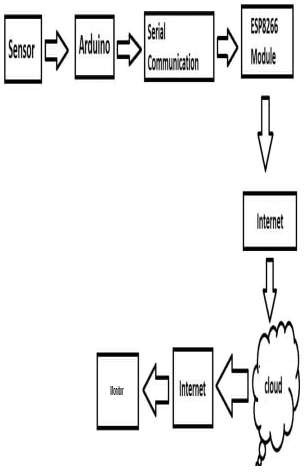 Sensor
Arduino
Serial
Communication
ESP8266
Module
Internet
cloud
Internet
Monitor